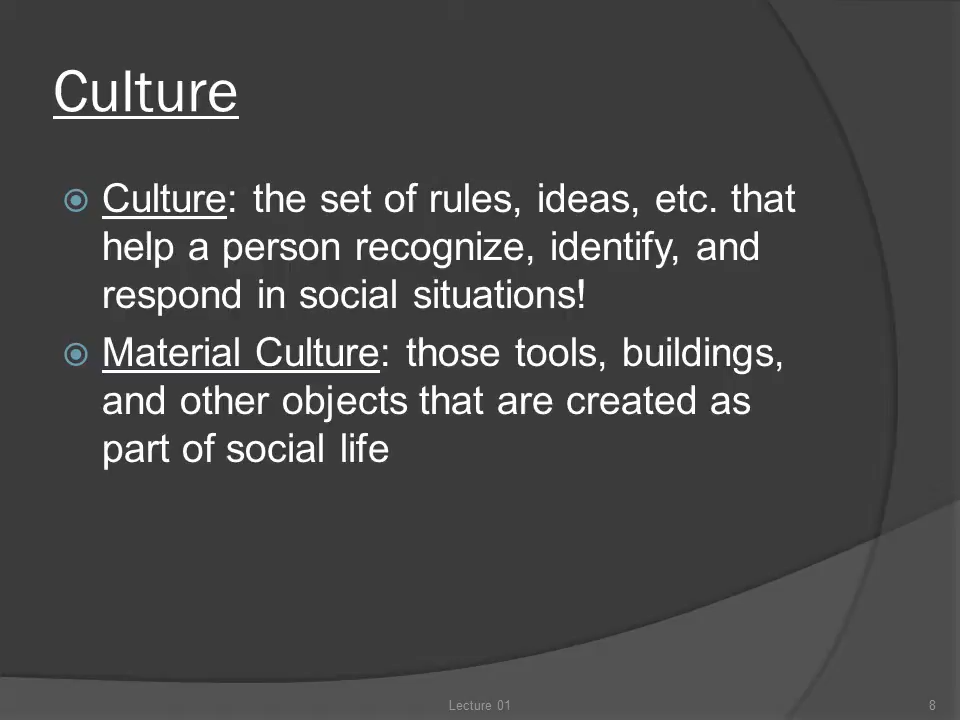 Culture
Culture: the set of rules, ideas, etc. that
help a person recognize, identify, and
respond in social situations!
Material Culture: those tools, buildings,
and other objects that are created as
part of social life
Lecture 01
8